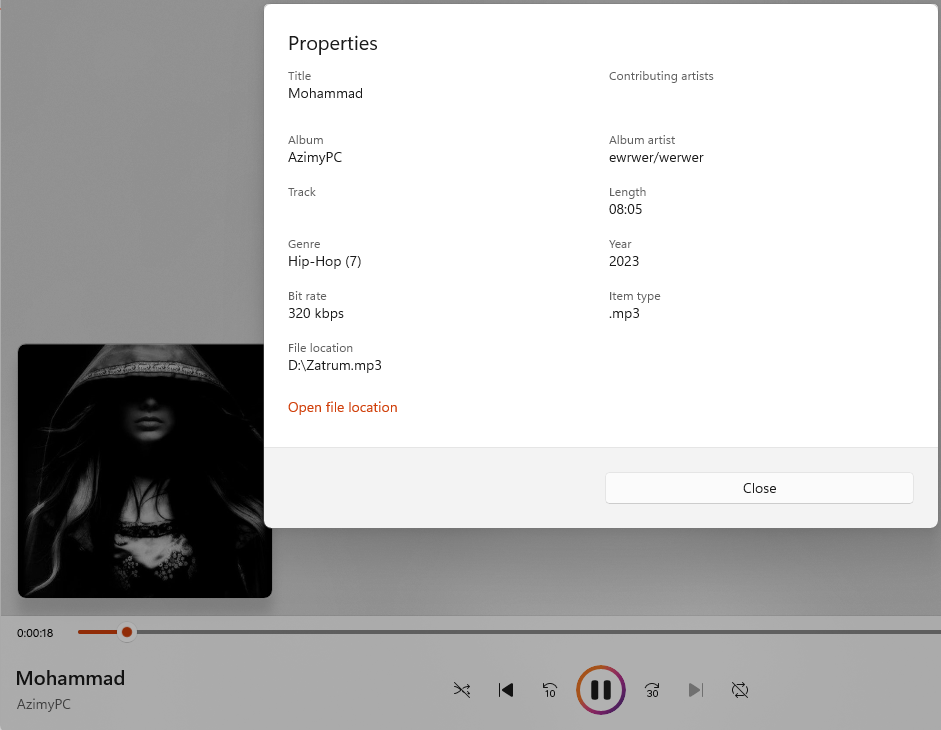 Properties
Title
Mohammad
Contributing artists
Album
AzimyPC
Album artist
ewrwer/werwer
Track
Length
08:05
Genre
Hip-Hop (7)
Year
2023
Bit rate
320 kbps
Item type
.mp3
File location
D:\Zatrum.mp3
Open file location
Close
0:00:18
Mohammad
AzimyPC
10
30